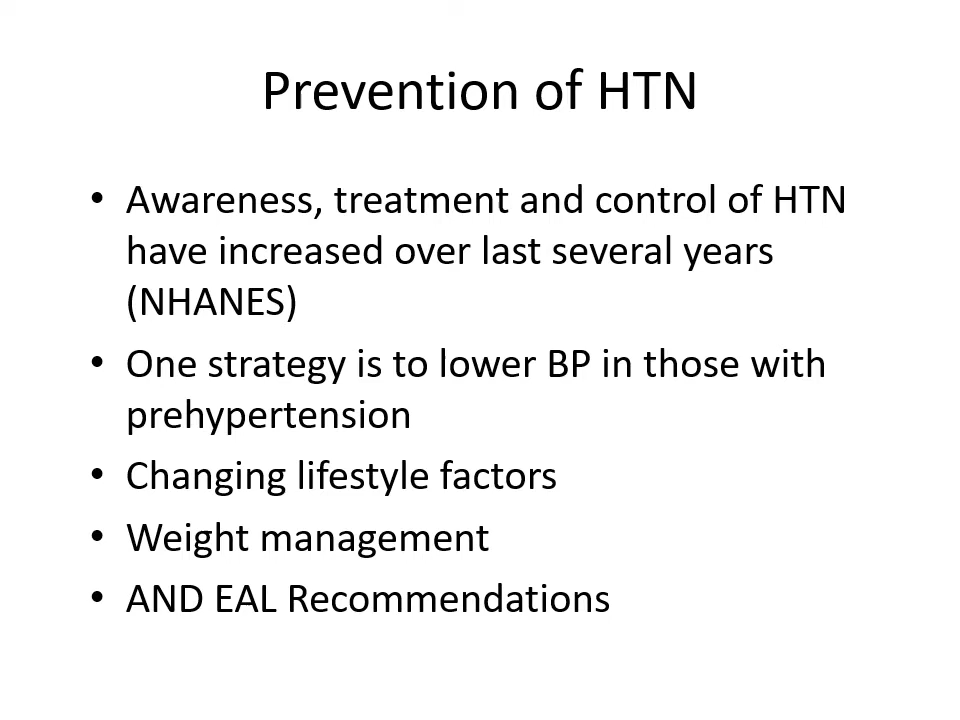 Prevention of HTN
• Awareness, treatment and control of HTN
have increased over last several years
(NHANES)
• One strategy is to lower BP in those with
prehypertension
• Changing lifestyle factors
• Weight management
• AND EAL Recommendations